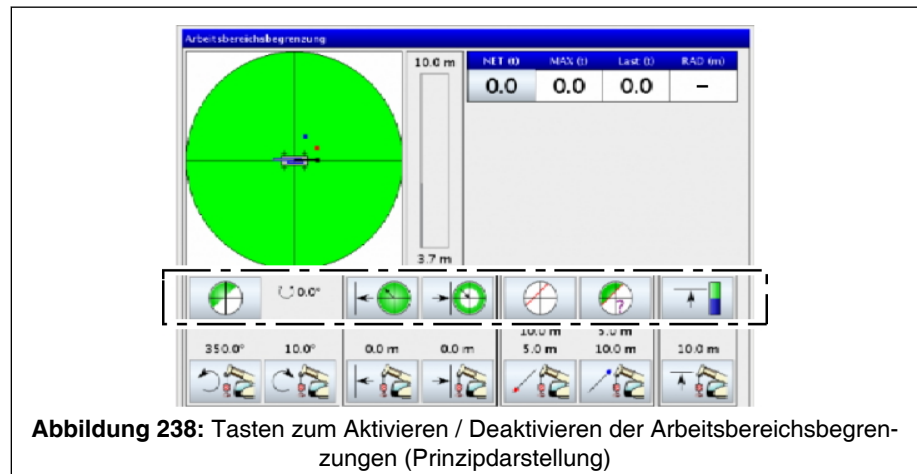 Arbeitsbereichsbegrenzung
10.0 m
NET (t) MAX (t) Last (t) RAD (m)
0.0 0.0 0.0 –
3.7 m
0.0°
10.0 m 5.0 m
350.0° 10.0° 0.0 m 0.0 m 5.0 m 10.0 m 10.0 m
?
Abbildung 238: Tasten zum Aktivieren / Deaktivieren der Arbeitsbereichsbegren-
zungen (Prinzipdarstellung)